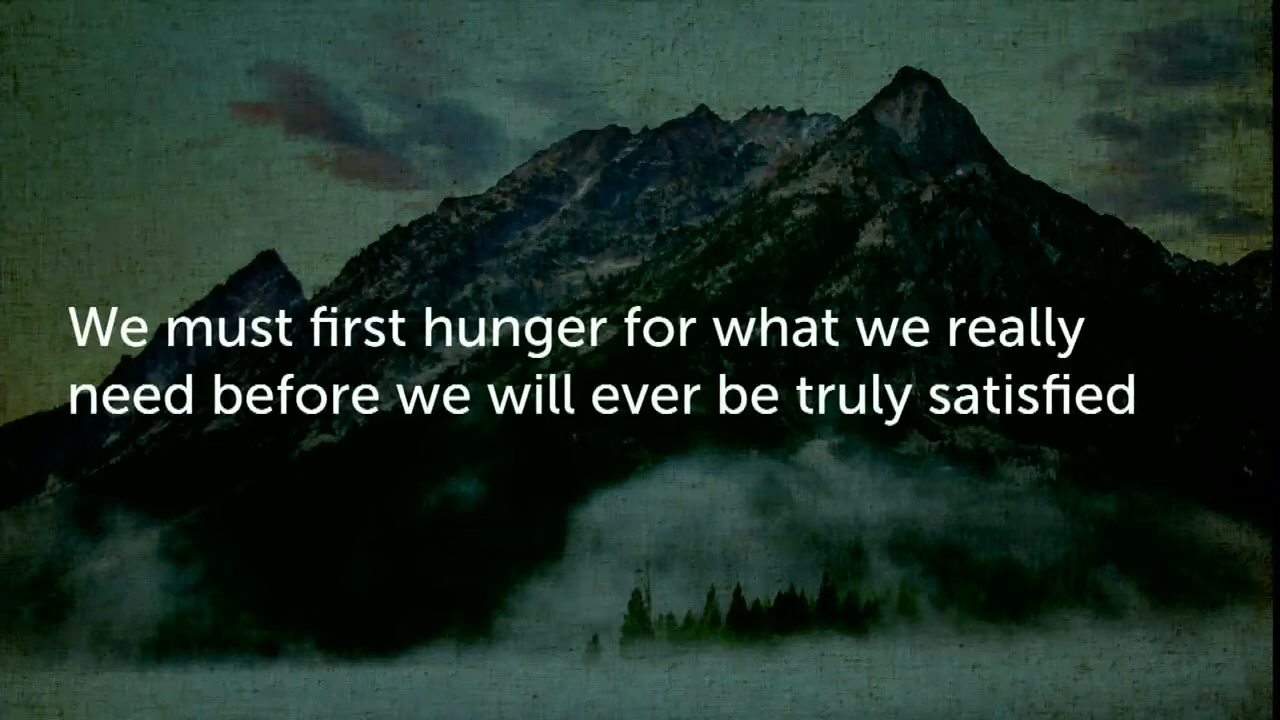 We must first hunger for what we really
need before we will ever be truly satisfied